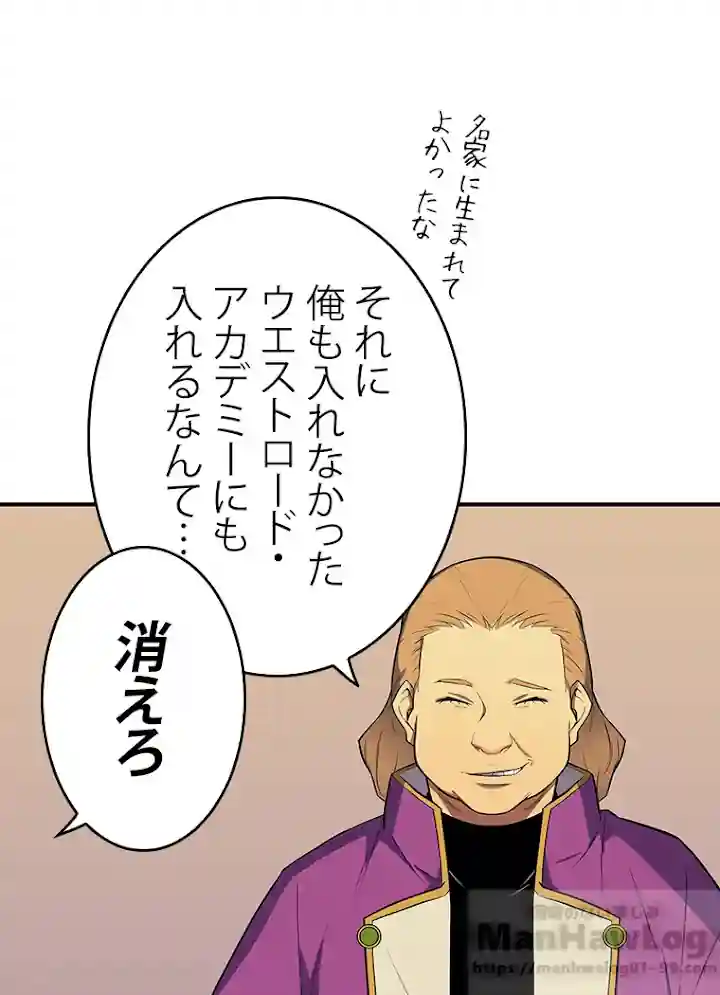 名家に生まれて
よかったな
それに
俺も入れなかった
ウエストロード・
アカデミーにも
入れるなんて…
消えろ
ManHawLog